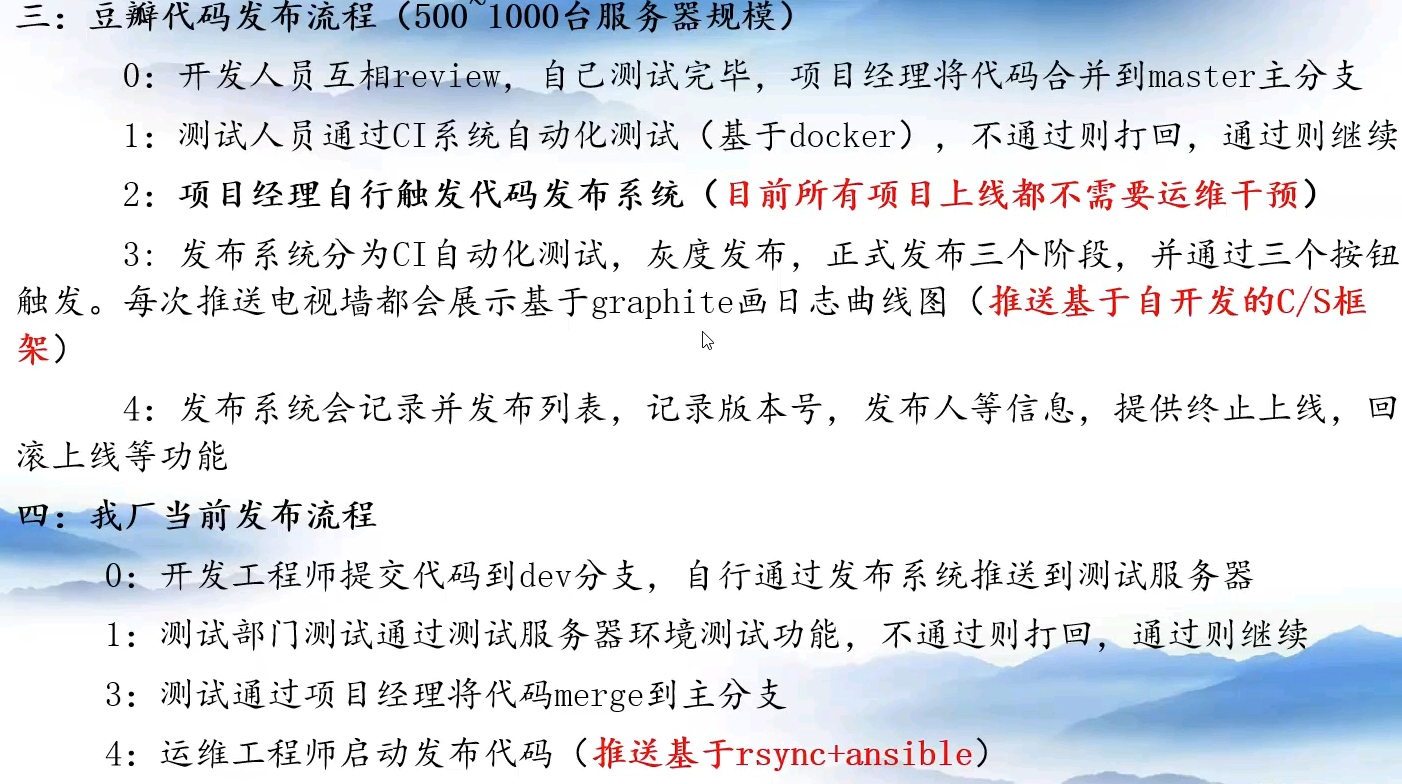 三：豆瓣代码发布流程（500~1000台服务器规模）
0：开发人员互相review，自己测试完毕，项目经理将代码合并到master主分支
1：测试人员通过CI系统自动化测试（基于docker），不通过则打回，通过则继续
2：项目经理自行触发代码发布系统（目前所有项目上线都不需要运维干预）
3：发布系统分为CI自动化测试，灰度发布，正式发布三个阶段，并通过三个按钮
触发。每次推送电视墙都会展示基于graphite画日志曲线图（推送基于自开发的C/S框
架）
4：发布系统会记录并发布列表，记录版本号，发布人等信息，提供终止上线，回
滚上线等功能
四：我厂当前发布流程
0：开发工程师提交代码到dev分支，自行通过发布系统推送到测试服务器
1：测试部门测试通过测试服务器环境测试功能，不通过则打回，通过则继续
3：测试通过项目经理将代码merge到主分支
4：运维工程师启动发布代码（推送基于rsync+ansible）